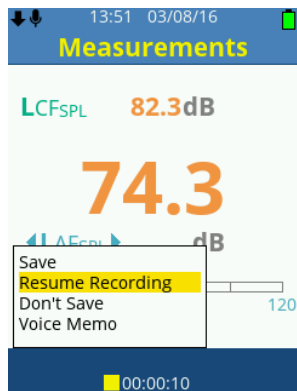 13:51 03/08/16
Measurements
LCFSPL 82.3dB
74.3
LAFSPL dB
Save
Resume Recording
Don't Save
Voice Memo
120
00:00:10